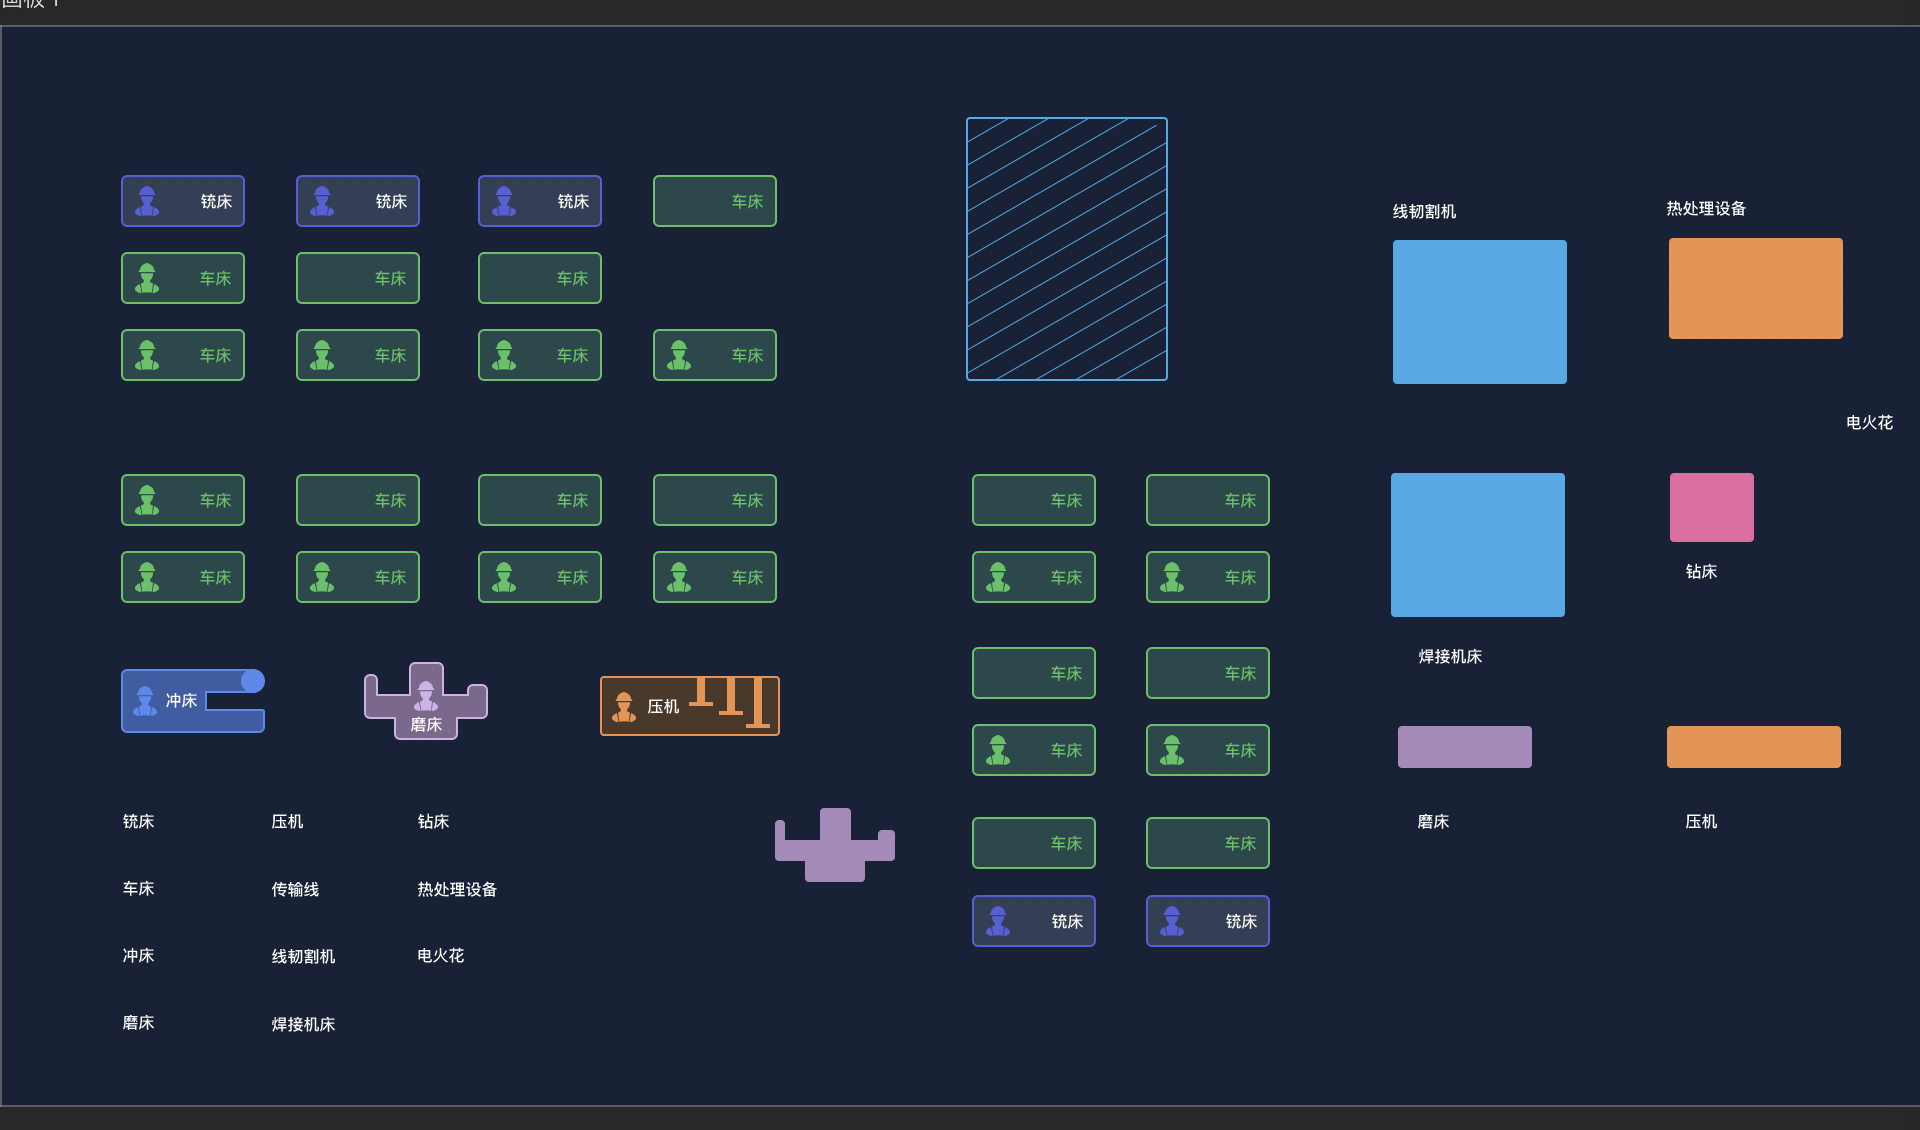 画板 1
铣床 铣床 铣床 车床
线韧割机 热处理设备
车床 车床 车床
车床 车床 车床 车床
电火花
车床 车床 车床 车床 车床 车床
钻床
车床 车床 车床 车床 车床 车床
焊接机床
车床 车床
冲床 磨床 压机
车床 车床
铣床 压机 钻床
磨床 压机
车床 车床
车床 传输线 热处理设备
铣床 铣床
冲床 线韧割机 电火花
磨床 焊接机床